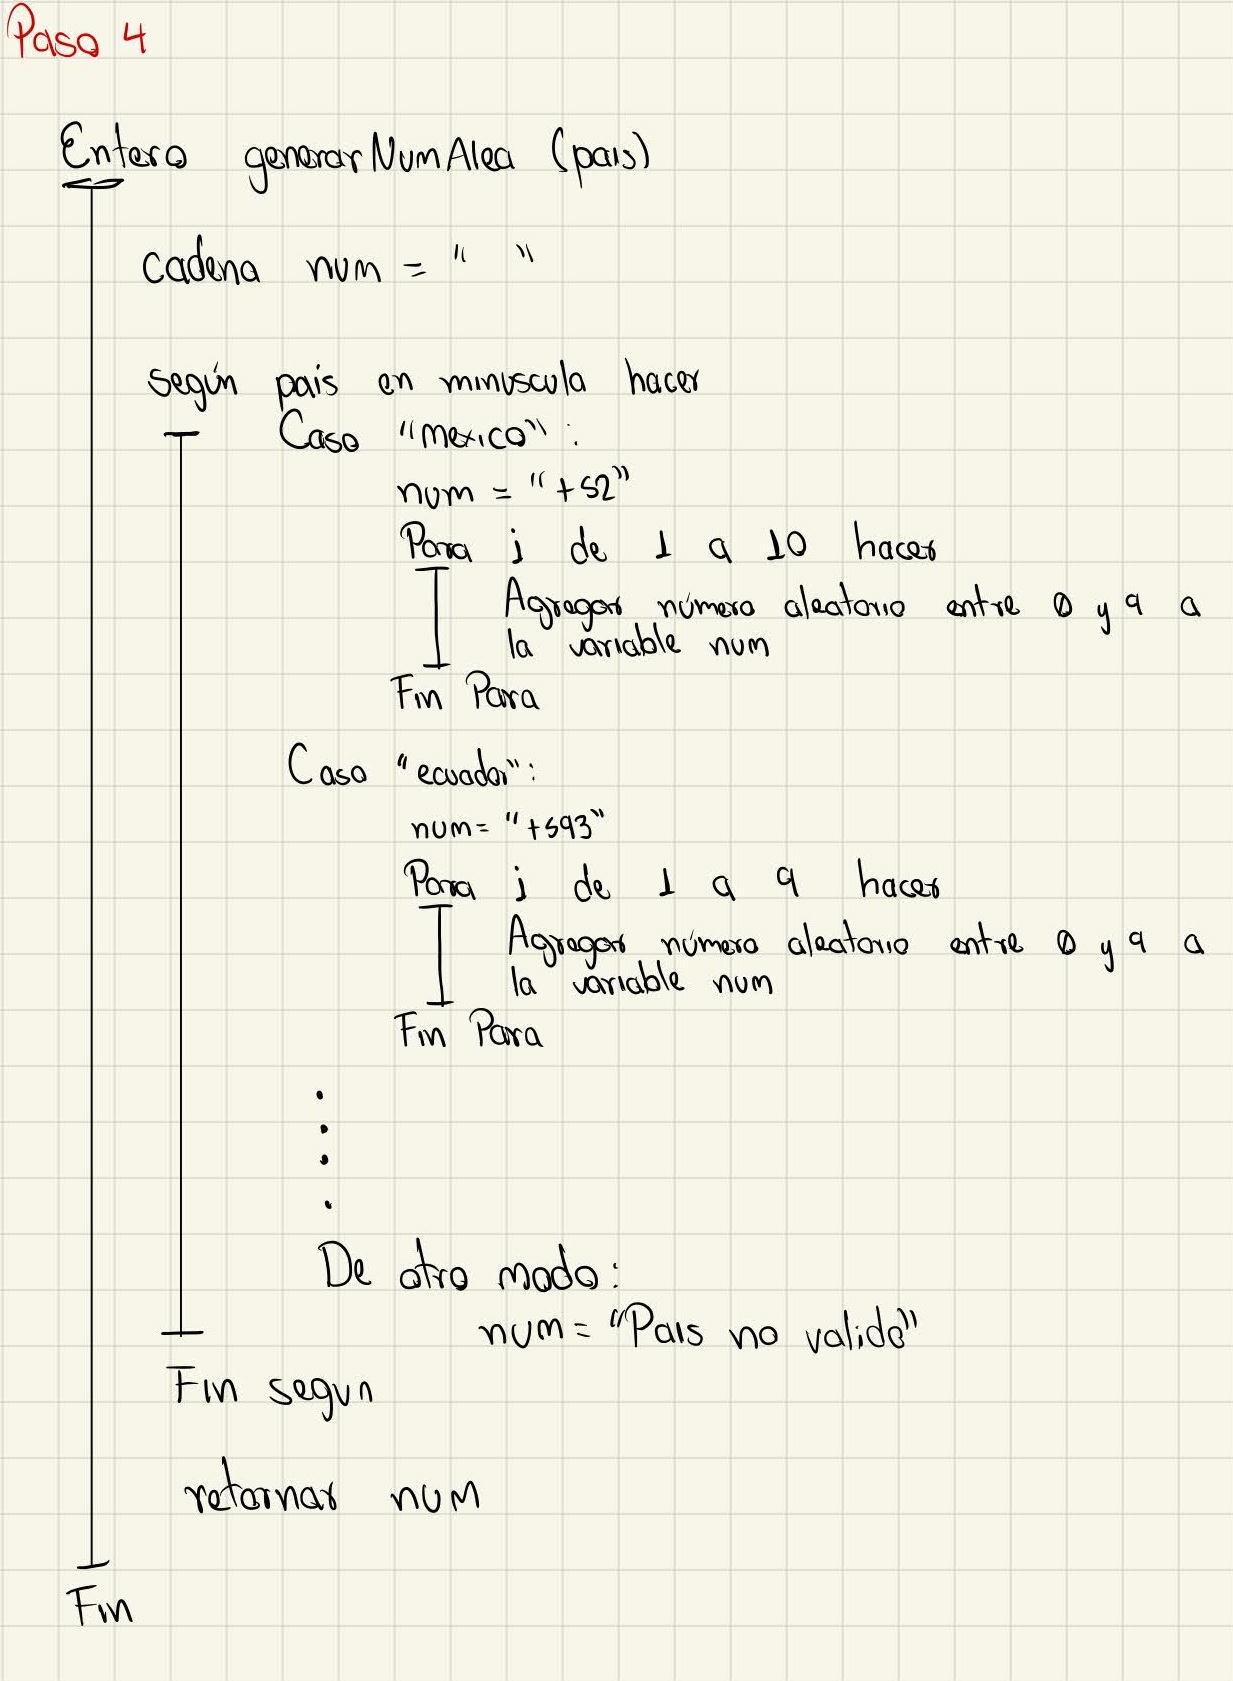 Paso 4
Entero generarNumAlea (pais)
cadena num = " "
según pais en minuscula hacer
Caso "mexico" :
num = "+52"
Para j de 1 a 10 hacer
Agregar número aleatorio entre 0 y 9 a
la variable num
Fin Para
Caso "ecuador":
num = "+593"
Para j de 1 a 9 hacer
Agregar número aleatorio entre 0 y 9 a
la variable num
Fin Para
De otro modo:
num = "Pais no valido"
Fin segun
retornar num
Fin